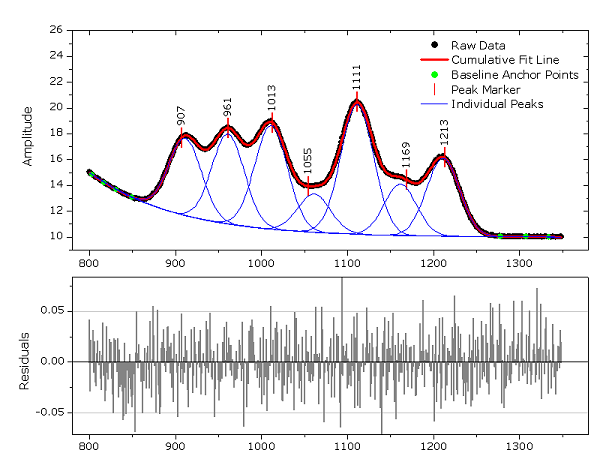 26
24
22
20
18
16
14
12
10
Amplitude
907
961
1013
1055
1111
1169
1213
Raw Data
Cumulative Fit Line
Baseline Anchor Points
Peak Marker
Individual Peaks
800 900 1000 1100 1200 1300
0.05
0.00
-0.05
Residuals
800 900 1000 1100 1200 1300